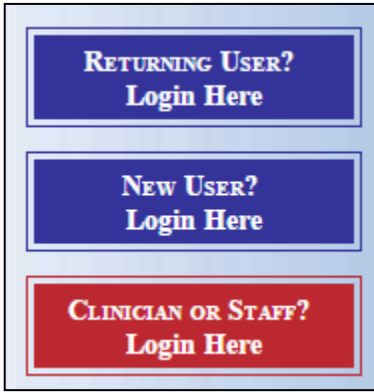 Returning User?
Login Here
New User?
Login Here
Clinician or Staff?
Login Here